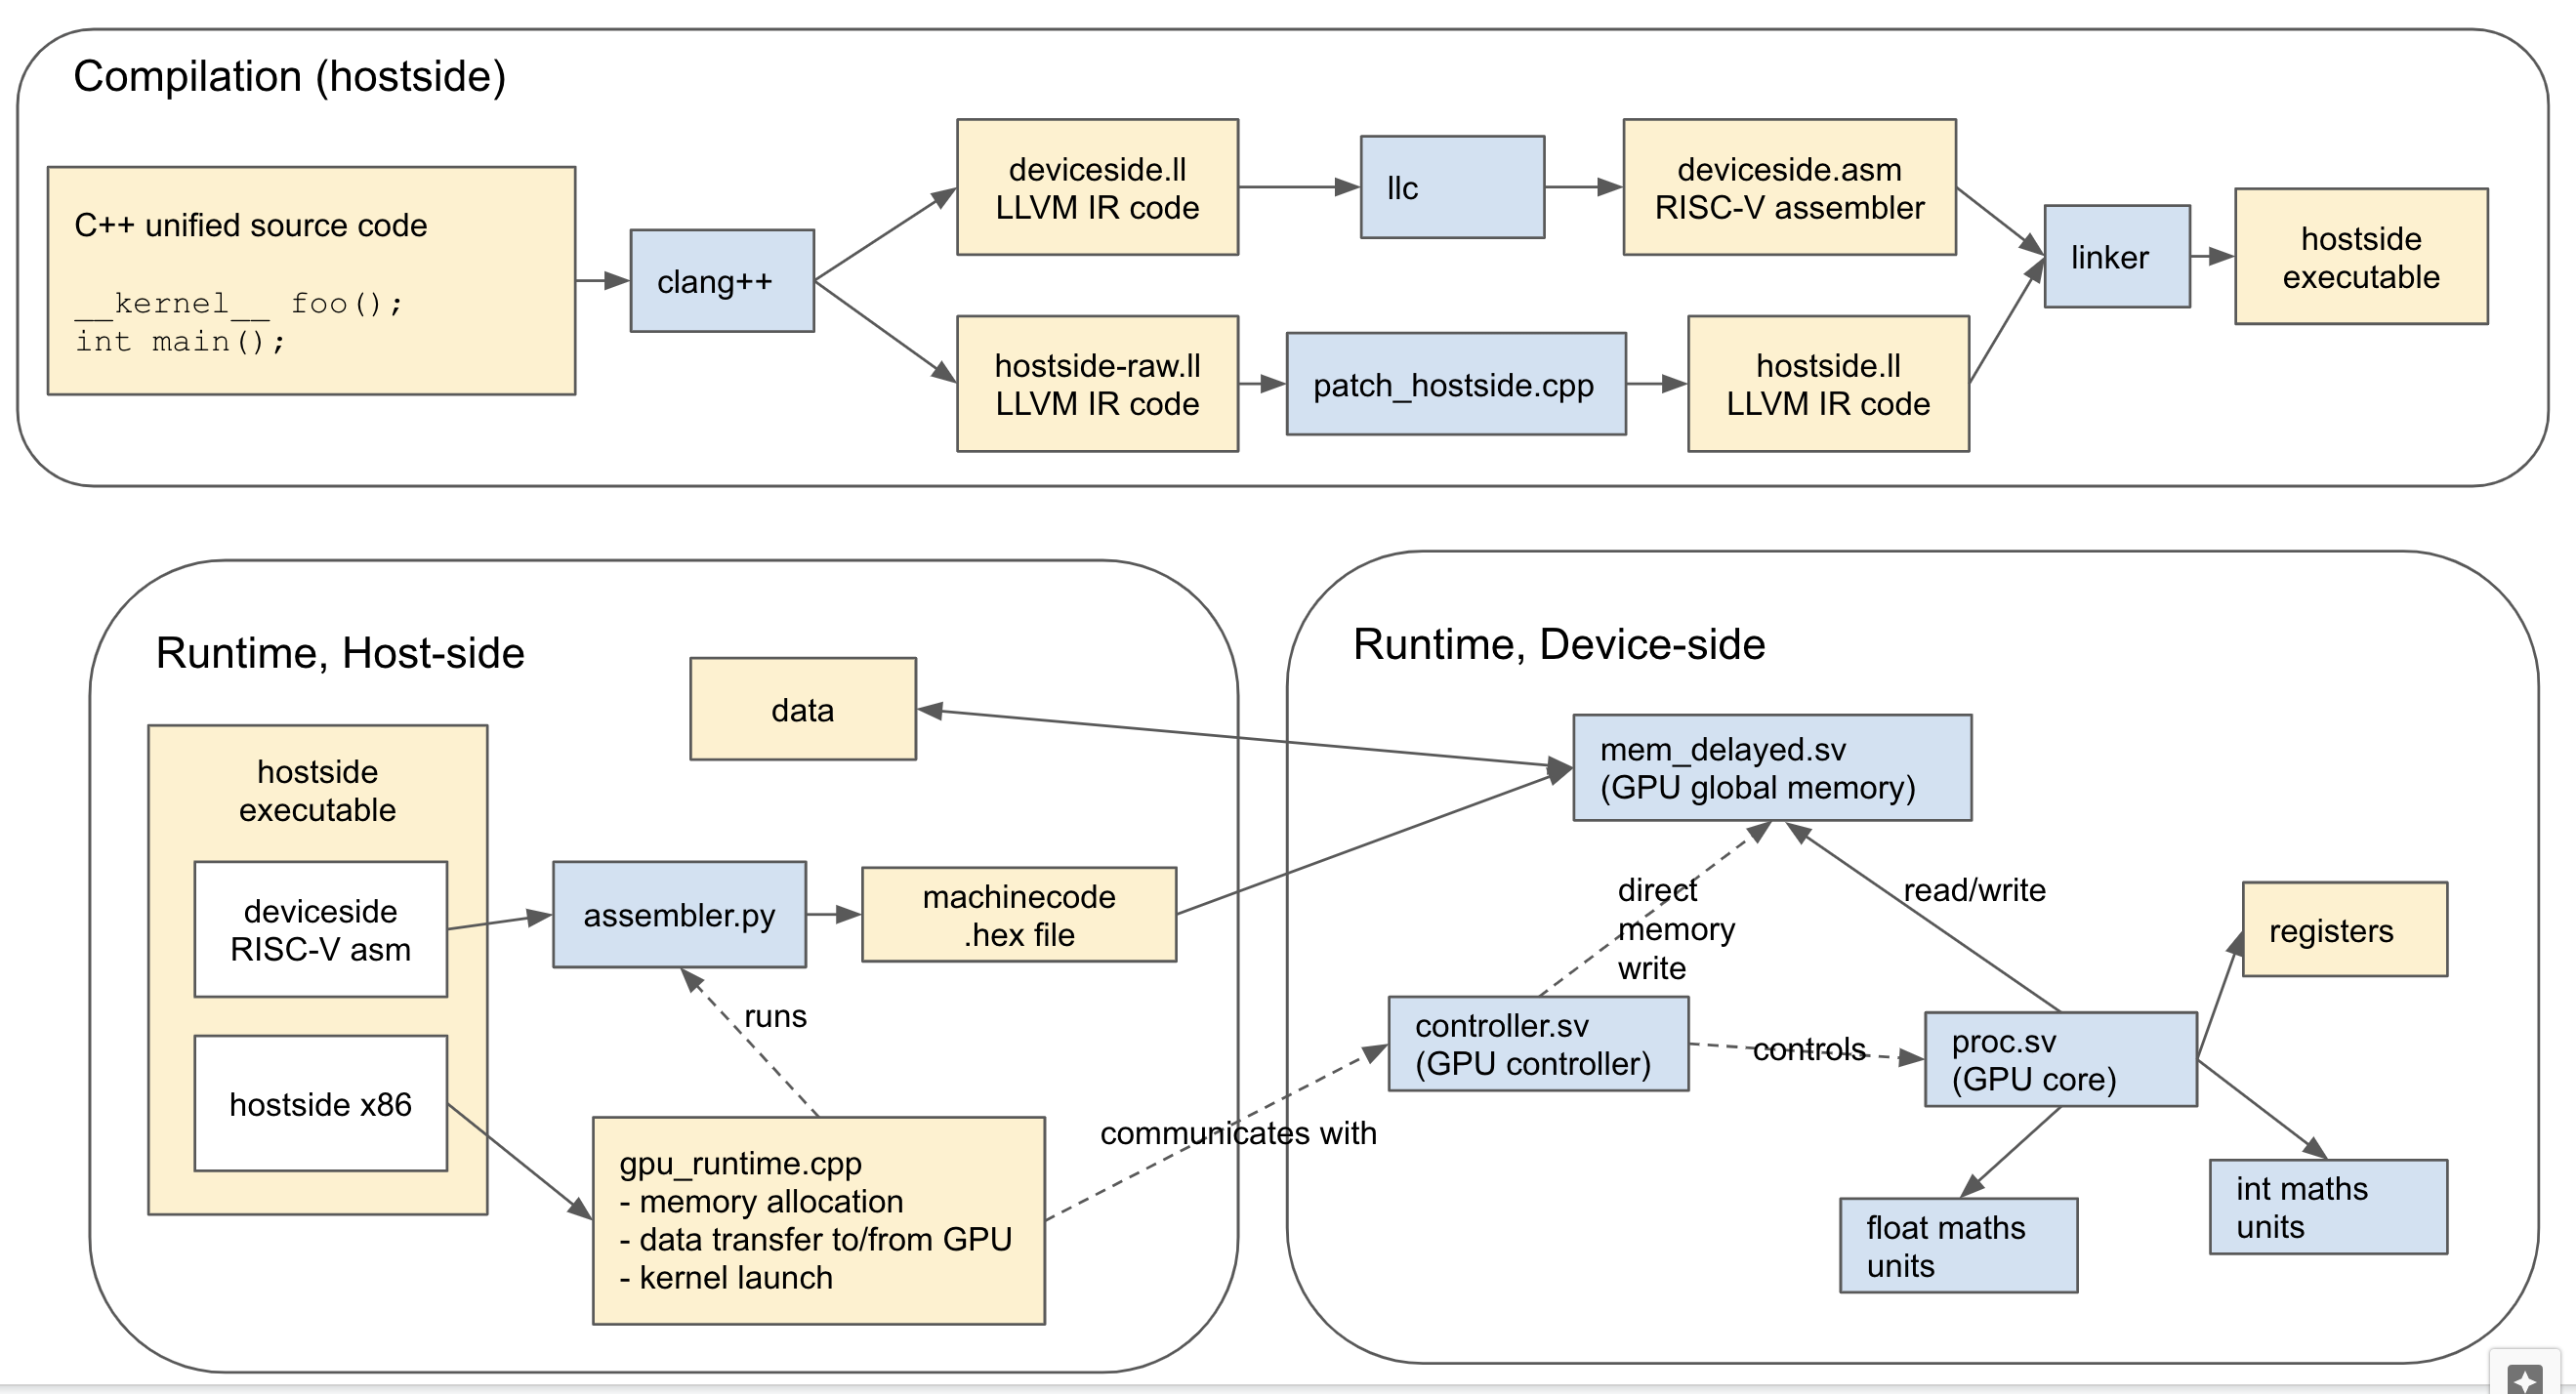 Compilation (hostside)
C++ unified source code
__kernel__ foo();
int main();
clang++
deviceside.ll
LLVM IR code
llc
deviceside.asm
RISC-V assembler
hostside-raw.ll
LLVM IR code
patch_hostside.cpp
hostside.ll
LLVM IR code
linker
hostside
executable
Runtime, Host-side
data
hostside
executable
deviceside
RISC-V asm
hostside x86
assembler.py
machinecode
.hex file
runs
gpu_runtime.cpp
- memory allocation
- data transfer to/from GPU
- kernel launch
communicates with
Runtime, Device-side
mem_delayed.sv
(GPU global memory)
direct
memory
write
read/write
registers
controller.sv
(GPU controller)
controls
proc.sv
(GPU core)
float maths
units
int maths
units